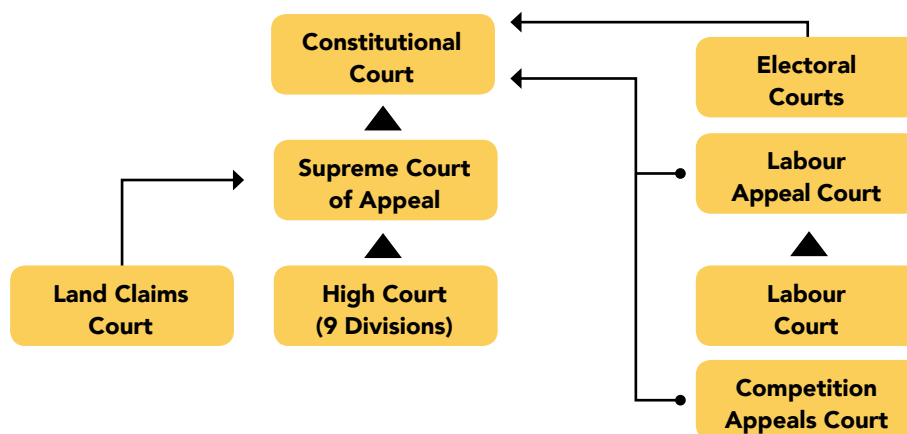 Constitutional
Court
Electoral
Courts
Supreme Court
of Appeal
Labour
Appeal Court
Land Claims
Court
High Court
(9 Divisions)
Labour
Court
Competition
Appeals Court